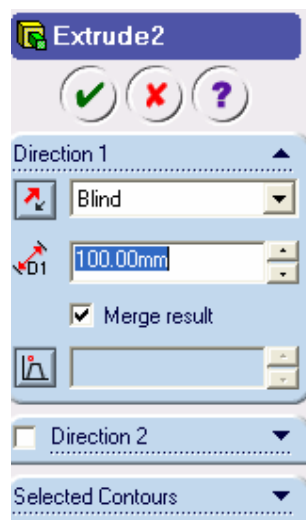 Extrude2
?
Direction 1
Blind
D1
100.00mm
Merge result
Direction 2
Selected Contours